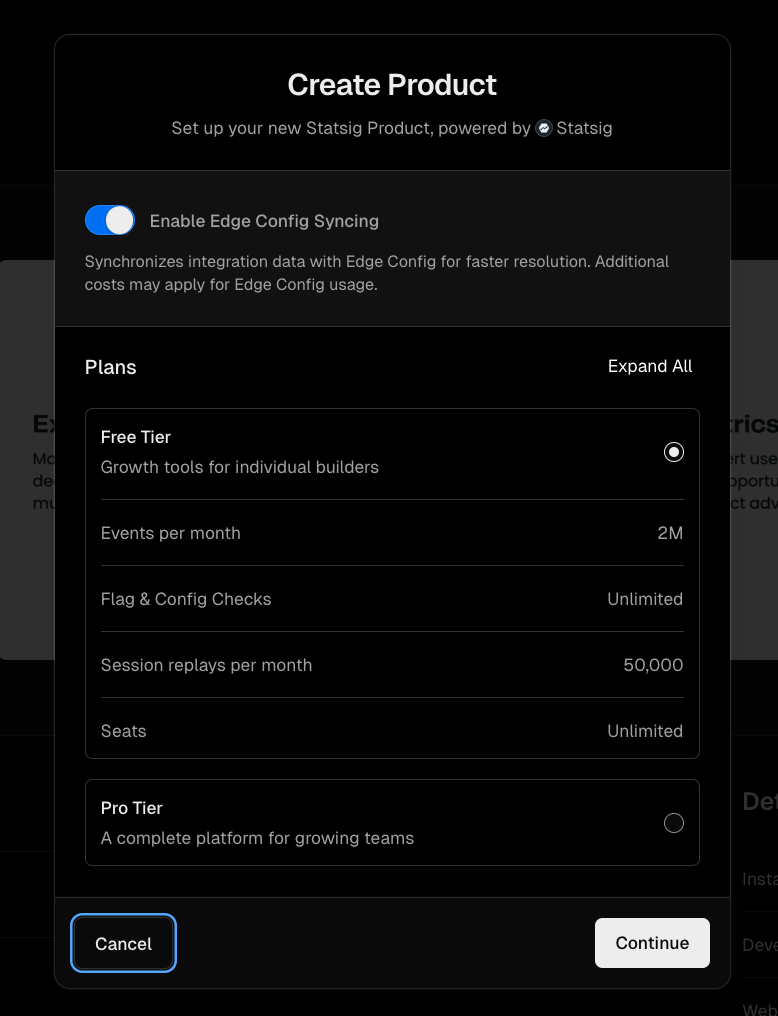 Create Product
Set up your new Statsig Product, powered by Statsig
Enable Edge Config Syncing
Synchronizes integration data with Edge Config for faster resolution. Additional
costs may apply for Edge Config usage.
Plans
Expand All
Free Tier
Growth tools for individual builders
Events per month
2M
Flag & Config Checks
Unlimited
Session replays per month
50,000
Seats
Unlimited
Pro Tier
A complete platform for growing teams
Cancel
Continue